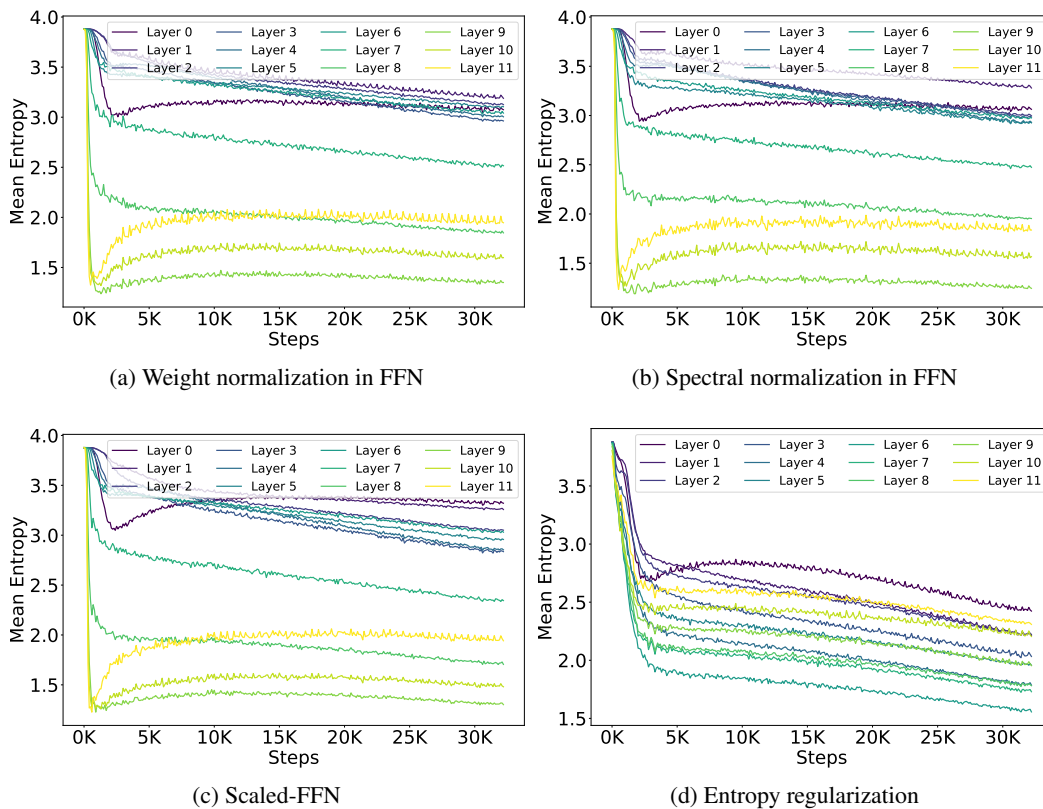 4.0
3.5
3.0
2.5
2.0
1.5
Mean Entropy
Layer 0 Layer 3 Layer 6 Layer 9
Layer 1 Layer 4 Layer 7 Layer 10
Layer 2 Layer 5 Layer 8 Layer 11
0K 5K 10K 15K 20K 25K 30K
Steps
(a) Weight normalization in FFN
4.0
3.5
3.0
2.5
2.0
1.5
Mean Entropy
Layer 0 Layer 3 Layer 6 Layer 9
Layer 1 Layer 4 Layer 7 Layer 10
Layer 2 Layer 5 Layer 8 Layer 11
0K 5K 10K 15K 20K 25K 30K
Steps
(b) Spectral normalization in FFN
4.0
3.5
3.0
2.5
2.0
1.5
Mean Entropy
Layer 0 Layer 3 Layer 6 Layer 9
Layer 1 Layer 4 Layer 7 Layer 10
Layer 2 Layer 5 Layer 8 Layer 11
0K 5K 10K 15K 20K 25K 30K
Steps
(c) Scaled-FFN
3.5
3.0
2.5
2.0
1.5
Mean Entropy
Layer 0 Layer 3 Layer 6 Layer 9
Layer 1 Layer 4 Layer 7 Layer 10
Layer 2 Layer 5 Layer 8 Layer 11
0K 5K 10K 15K 20K 25K 30K
Steps
(d) Entropy regularization